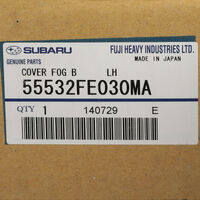 SUBARU
FUJI HEAVY INDUSTRIES LTD.
GENUINE PARTS
MADE IN JAPAN
COVER FOG B LH
55532FE030MA
QTY 1 140729 E